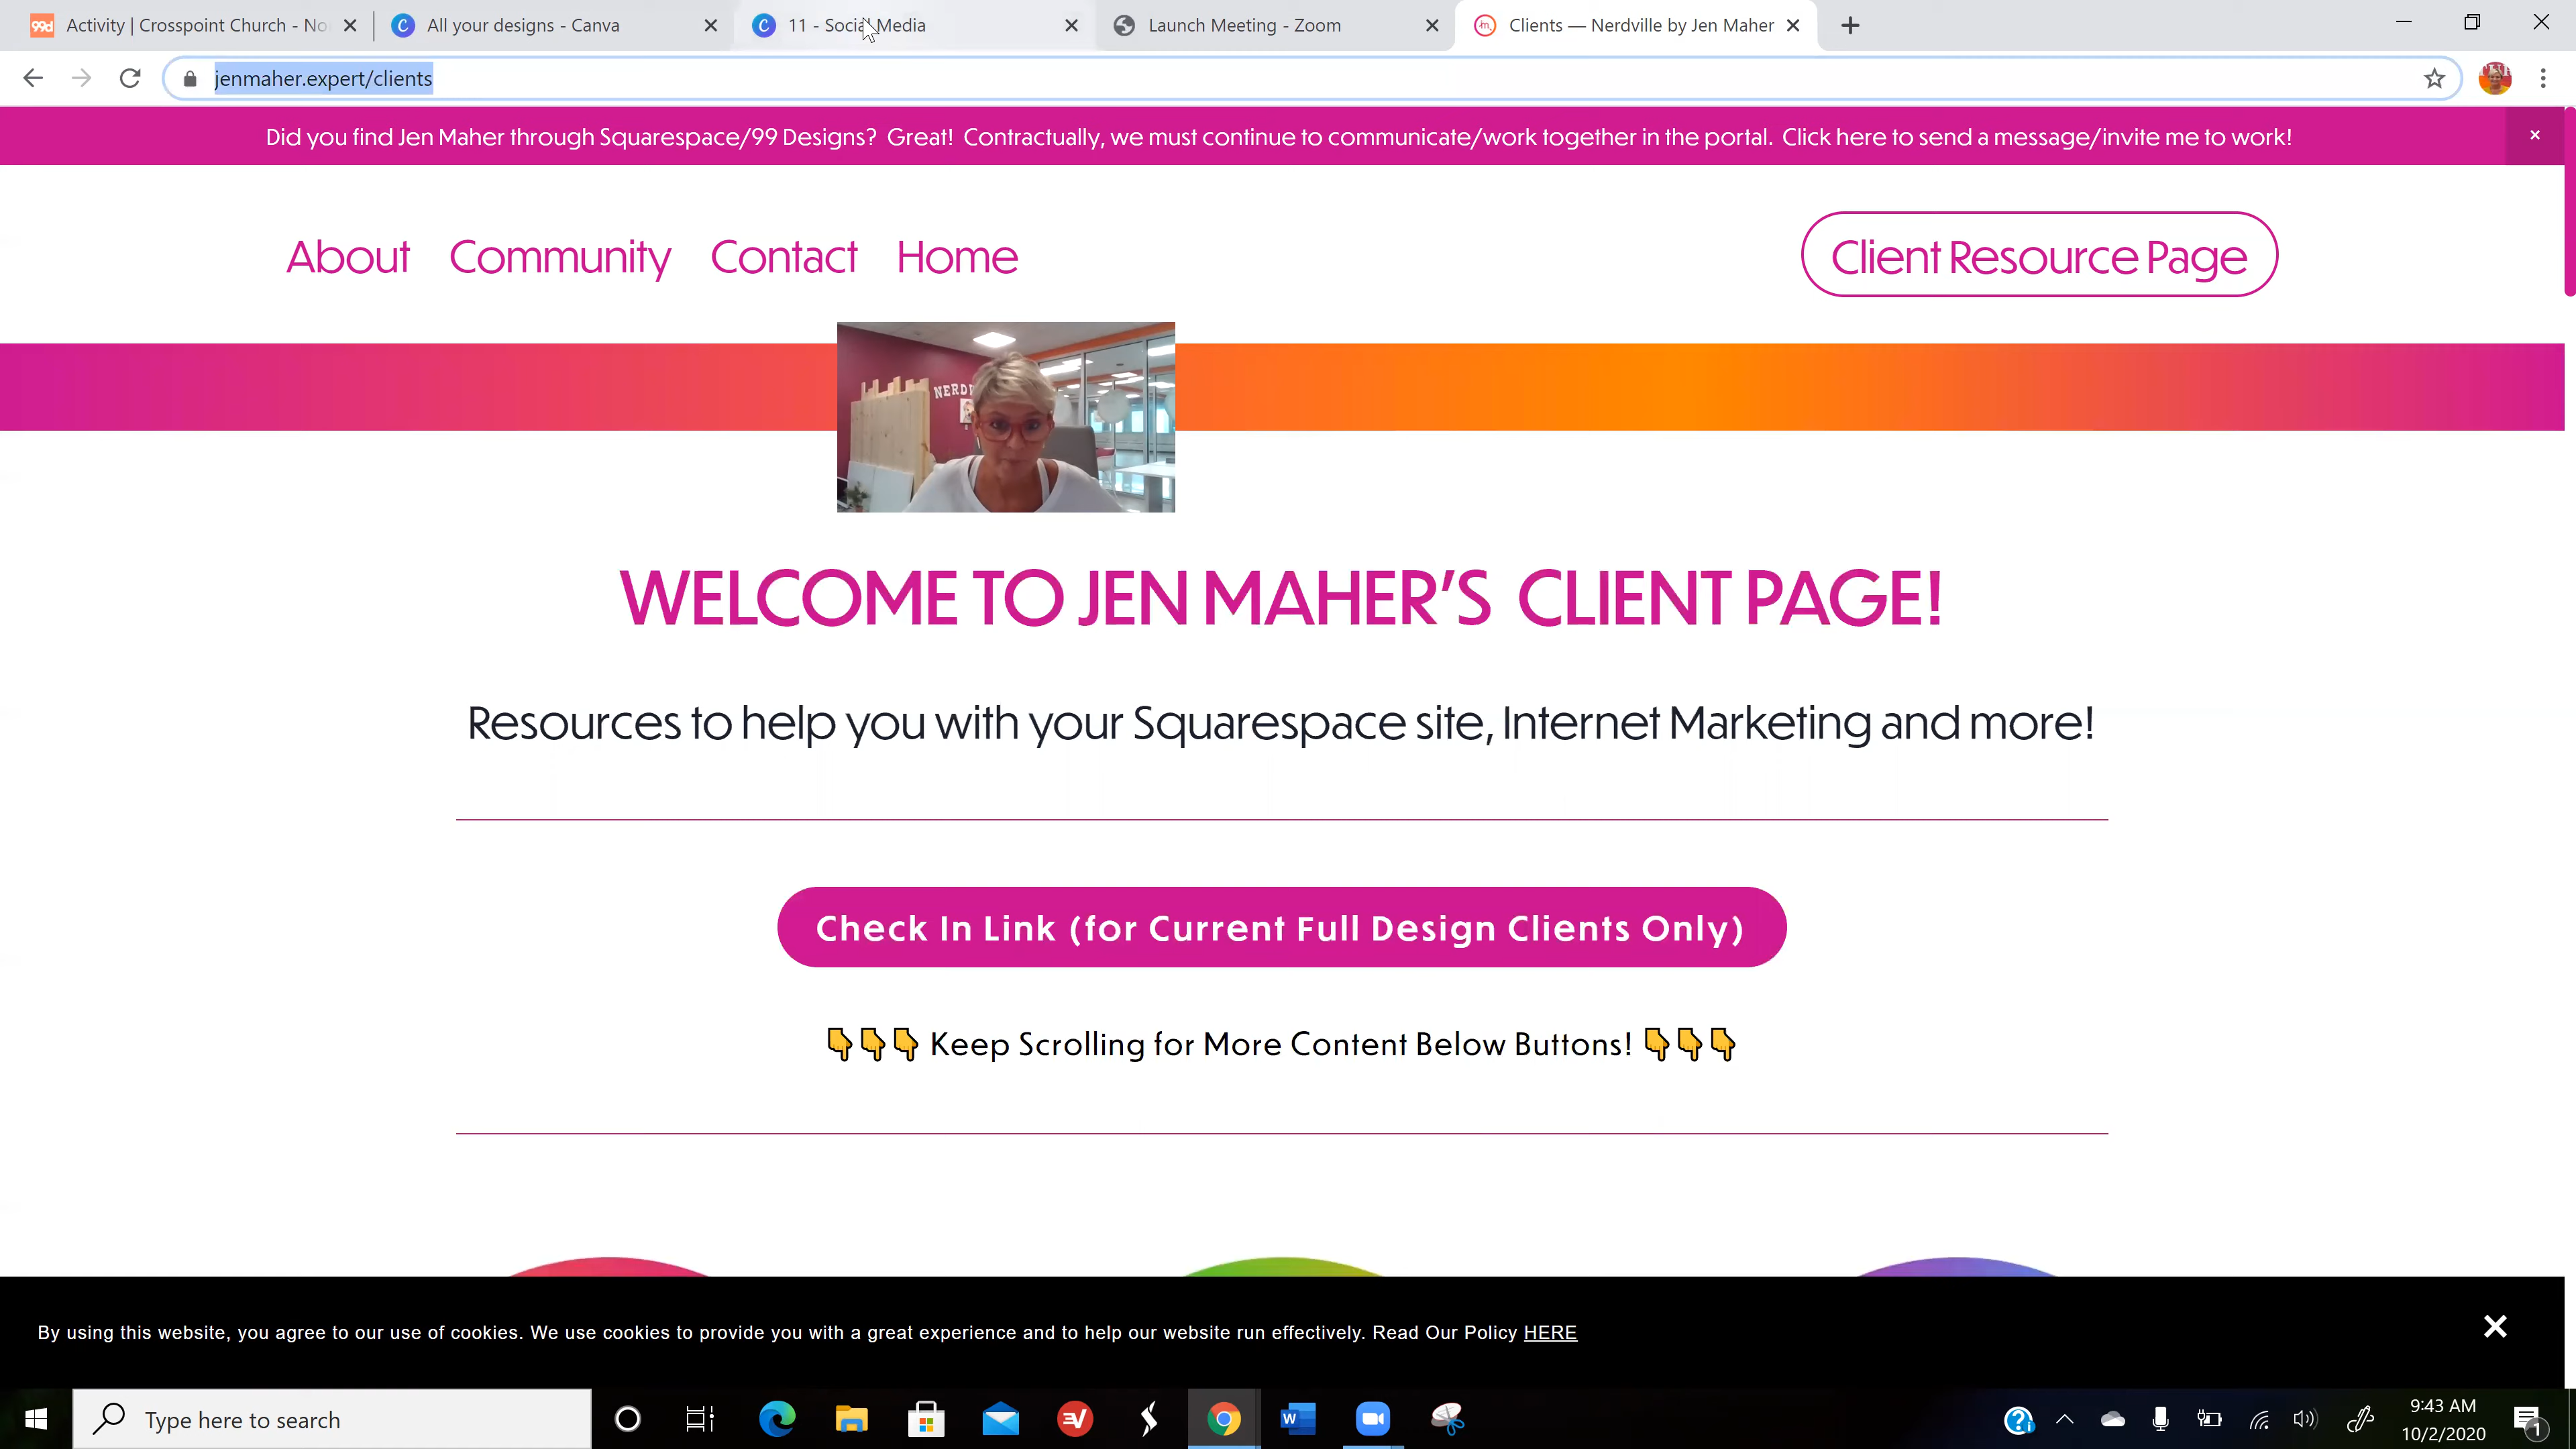 99d Activity | Crosspoint Church - No
All your designs - Canva
11 - Social Media
Launch Meeting - Zoom
Clients — Nerdville by Jen Maher
jenmaher.expert/clients
Did you find Jen Maher through Squarespace/99 Designs? Great! Contractually, we must continue to communicate/work together in the portal. Click here to send a message/invite me to work!
About Community Contact Home
Client Resource Page
NERD
WELCOME TO JEN MAHER’S CLIENT PAGE!
Resources to help you with your Squarespace site, Internet Marketing and more!
Check In Link (for Current Full Design Clients Only)
👇👇👇 Keep Scrolling for More Content Below Buttons! 👇👇👇
By using this website, you agree to our use of cookies. We use cookies to provide you with a great experience and to help our website run effectively. Read Our Policy HERE
Type here to search
9:43 AM
10/2/2020
1